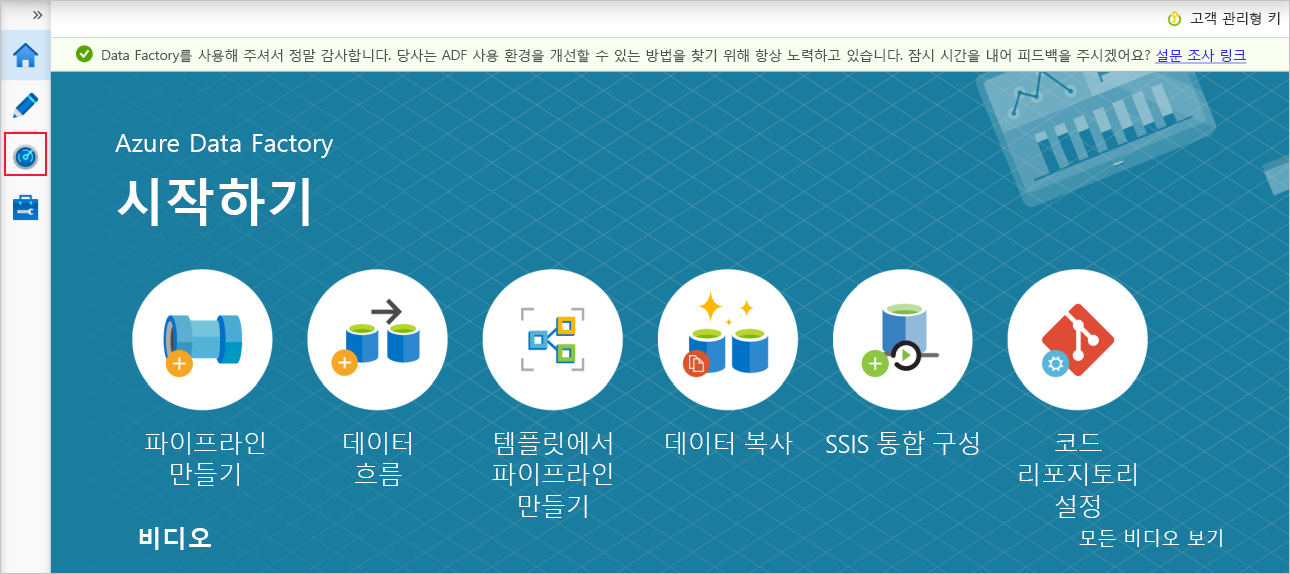 »
고객 관리형 키
Data Factory를 사용해 주셔서 정말 감사합니다. 당사는 ADF 사용 환경을 개선할 수 있는 방법을 찾기 위해 항상 노력하고 있습니다. 잠시 시간을 내어 피드백을 주시겠어요? 설문 조사 링크
Azure Data Factory
시작하기
파이프라인
만들기
데이터
흐름
템플릿에서
파이프라인
만들기
데이터 복사
SSIS 통합 구성
코드
리포지토리
설정
비디오
모든 비디오 보기